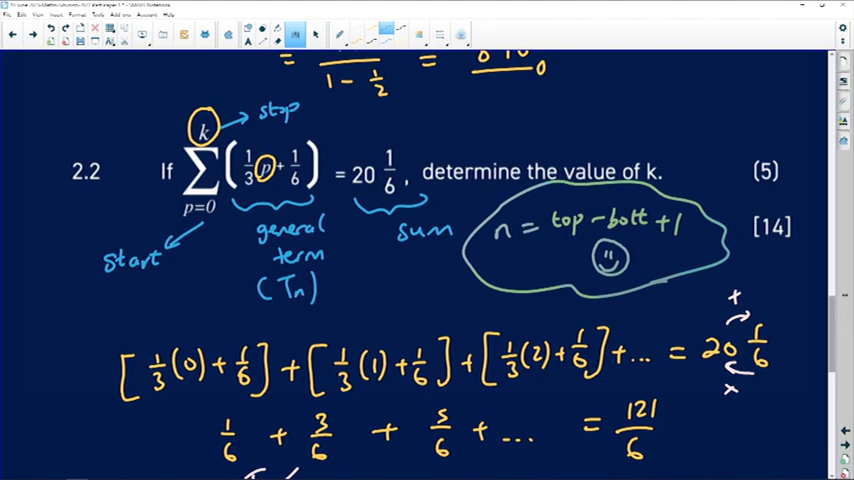 File Edit View Insert Format Tools Add-ons Account Help
= 1 - 1/2 =
k → stop
2.2 If ∑ (1/3 p + 1/6) = 20 1/6, determine the value of k. (5)
p=0
n = top - bott + 1 [14]
start
general
term
(Tn)
sum
[1/3(0) + 1/6] + [1/3(1) + 1/6] + [1/3(2) + 1/6] + ... = 20 1/6
+
x
1/6 + 3/6 + 5/6 + ... = 121/6